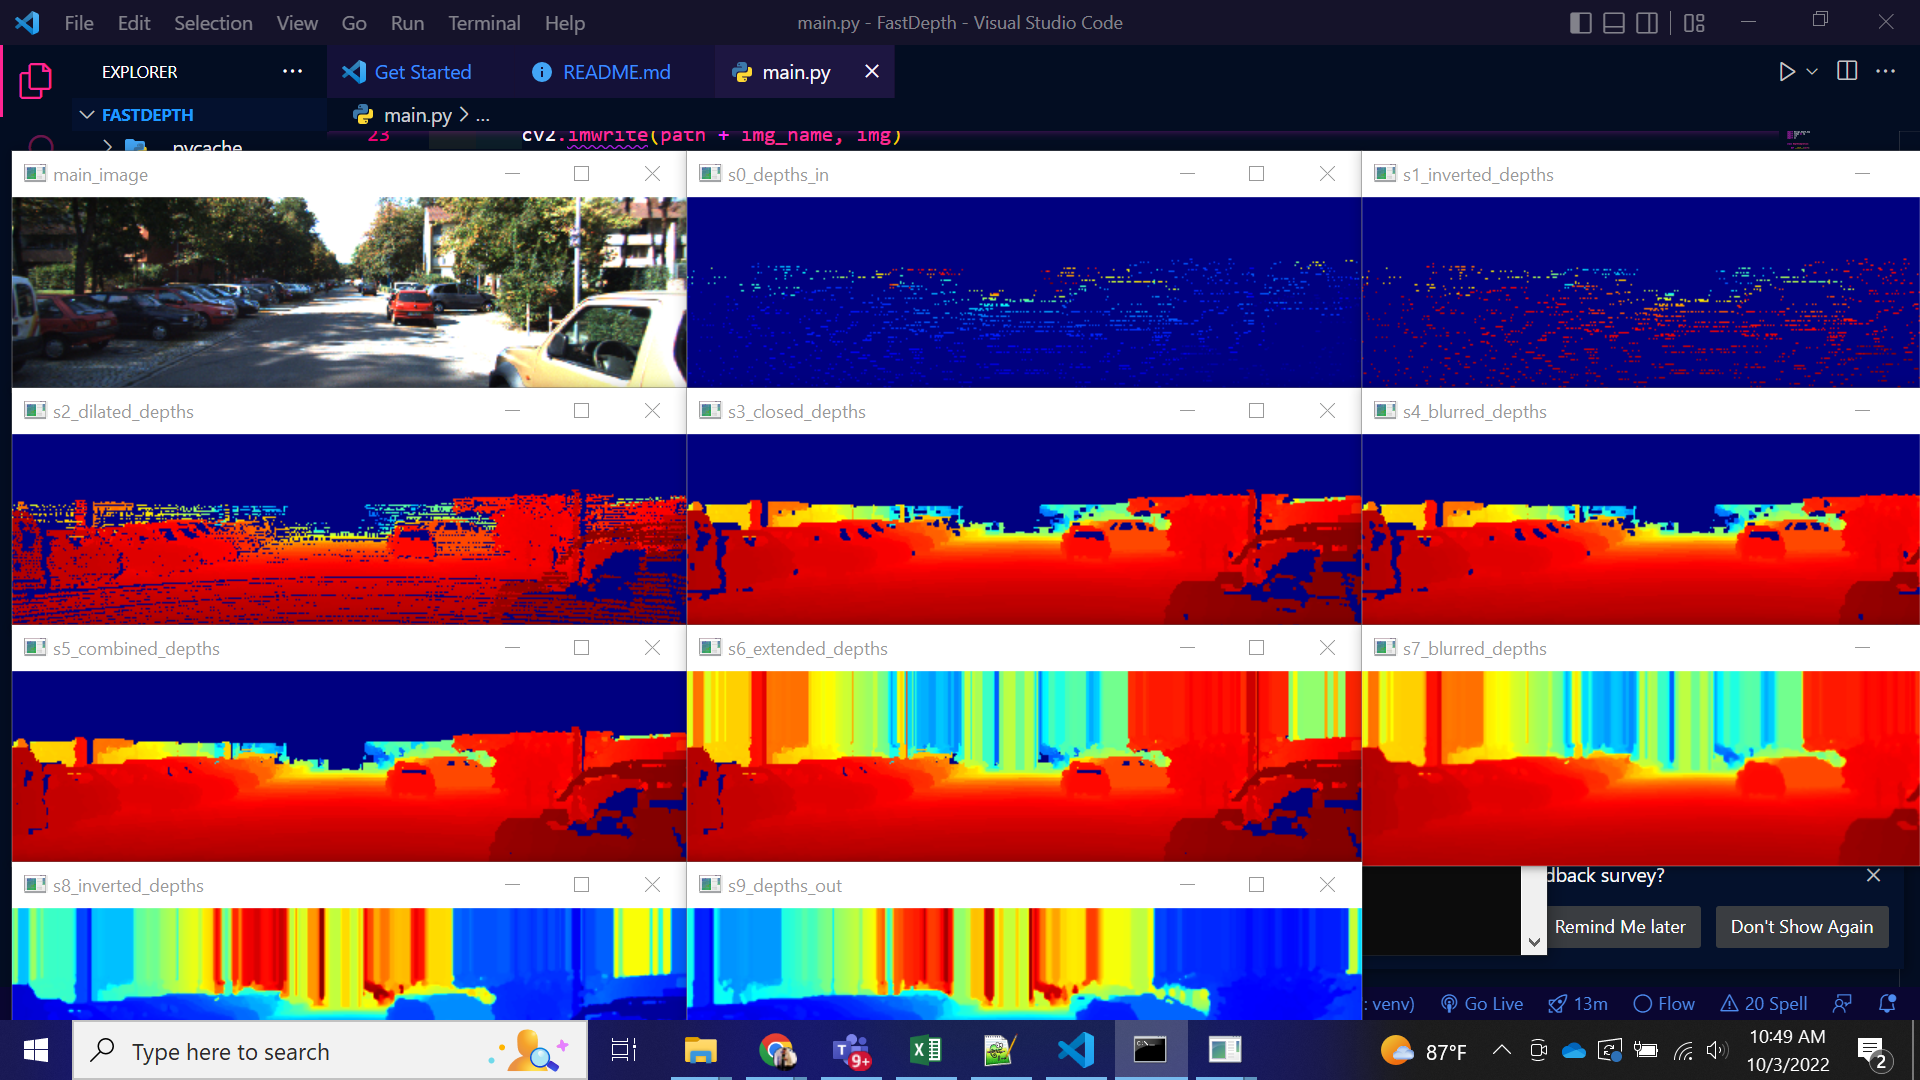 File Edit Selection View Go Run Terminal Help
main.py - FastDepth - Visual Studio Code
EXPLORER
Get Started
README.md
main.py
FASTDEPTH
main.py > ...
23 cv2.imwrite(path + img_name, img)
pycache
main_image
s0_depths_in
s1_inverted_depths
s2_dilated_depths
s3_closed_depths
s4_blurred_depths
s5_combined_depths
s6_extended_depths
s7_blurred_depths
s8_inverted_depths
s9_depths_out
dback survey?
Remind Me later
Don't Show Again
: venv)
Go Live
13m
Flow
20 Spell
Type here to search
9+
87°F
10:49 AM
10/3/2022
2